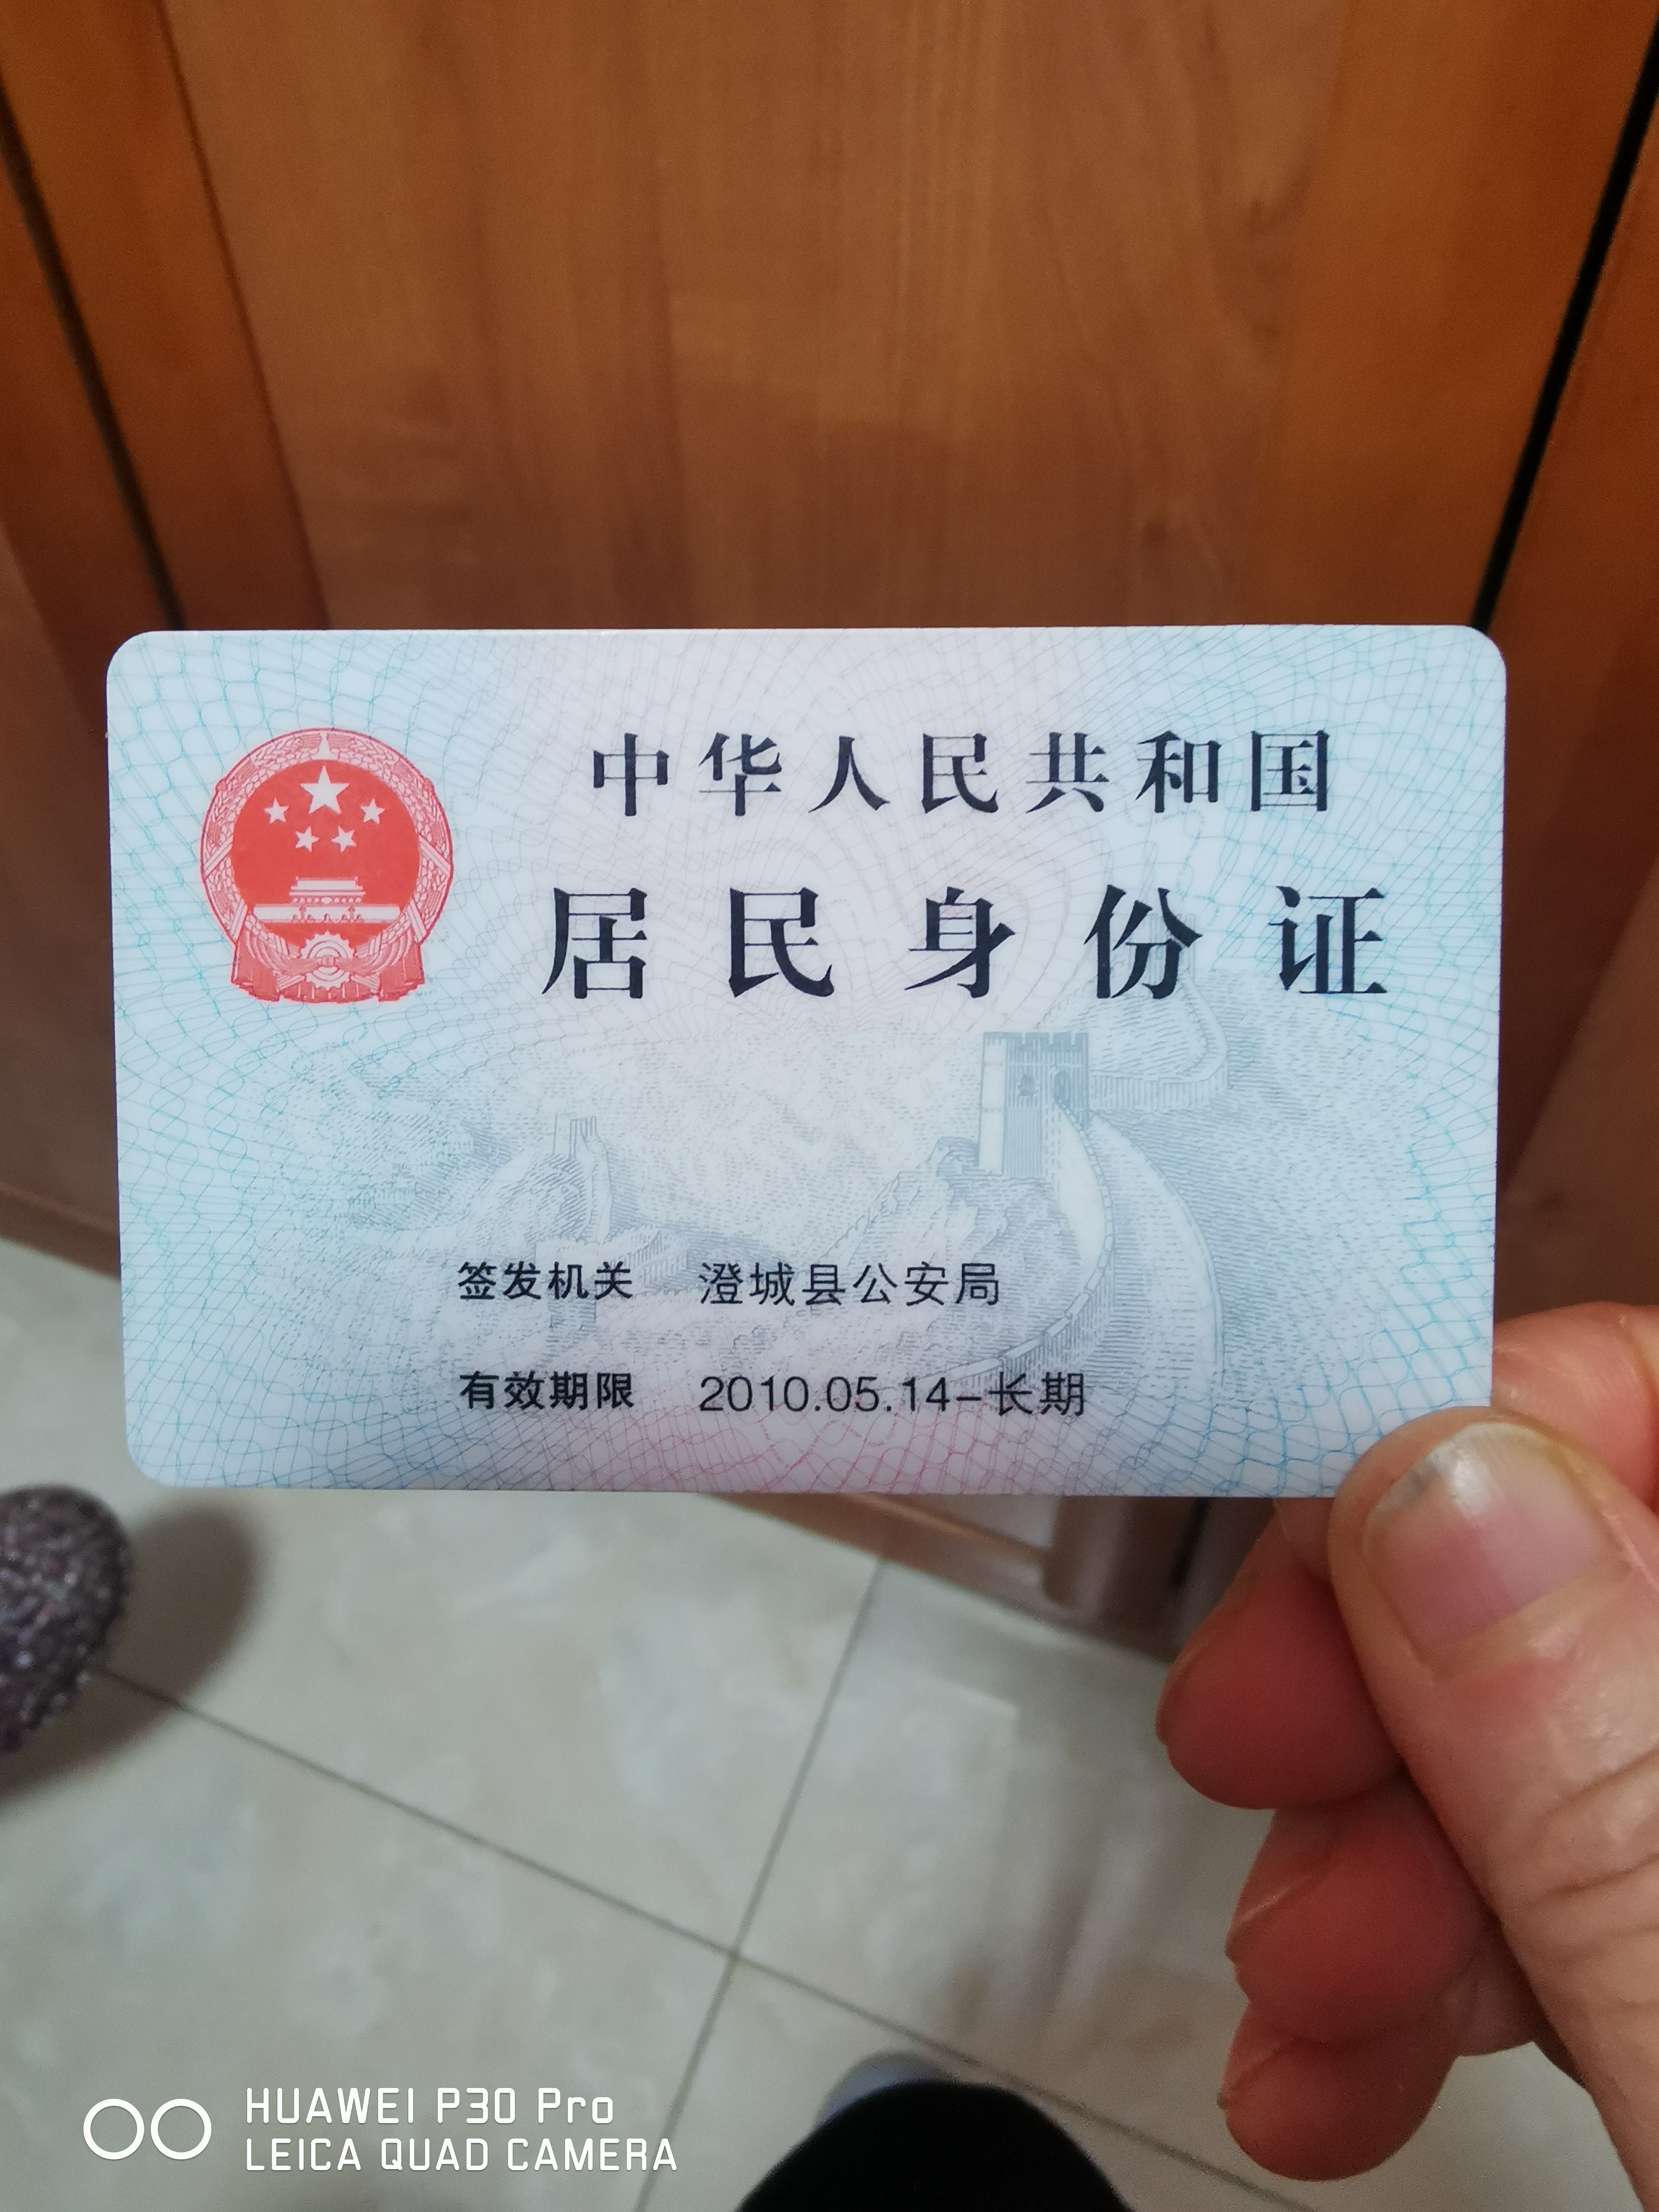 中华人民共和国
居民身份证
签发机关 澄城县公安局
有效期限 2010.05.14-长期
HUAWEI P30 Pro
LEICA QUAD CAMERA